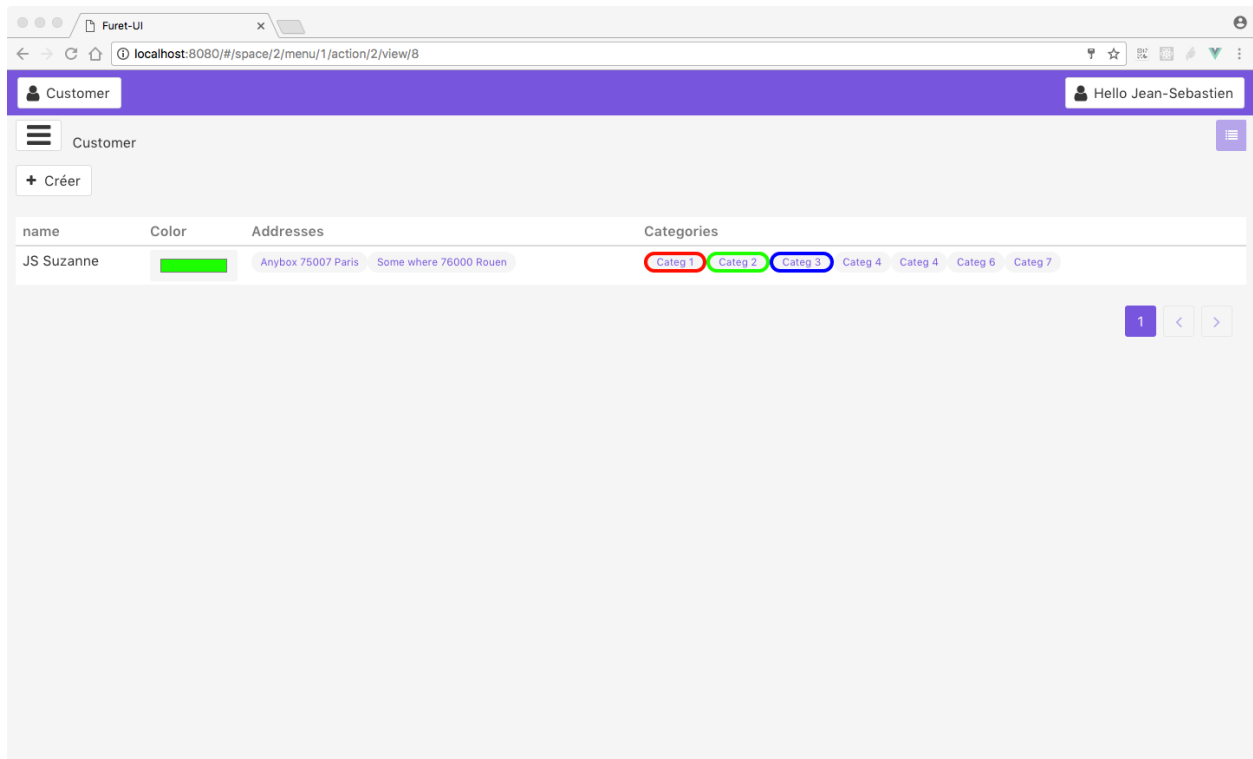 Furet-UI
localhost:8080/#/space/2/menu/1/action/2/view/8
Customer Hello Jean-Sebastien
Customer
+ Créer
name Color Addresses Categories
JS Suzanne Anybox 75007 Paris Some where 76000 Rouen Categ 1 Categ 2 Categ 3 Categ 4 Categ 4 Categ 6 Categ 7
1 < >